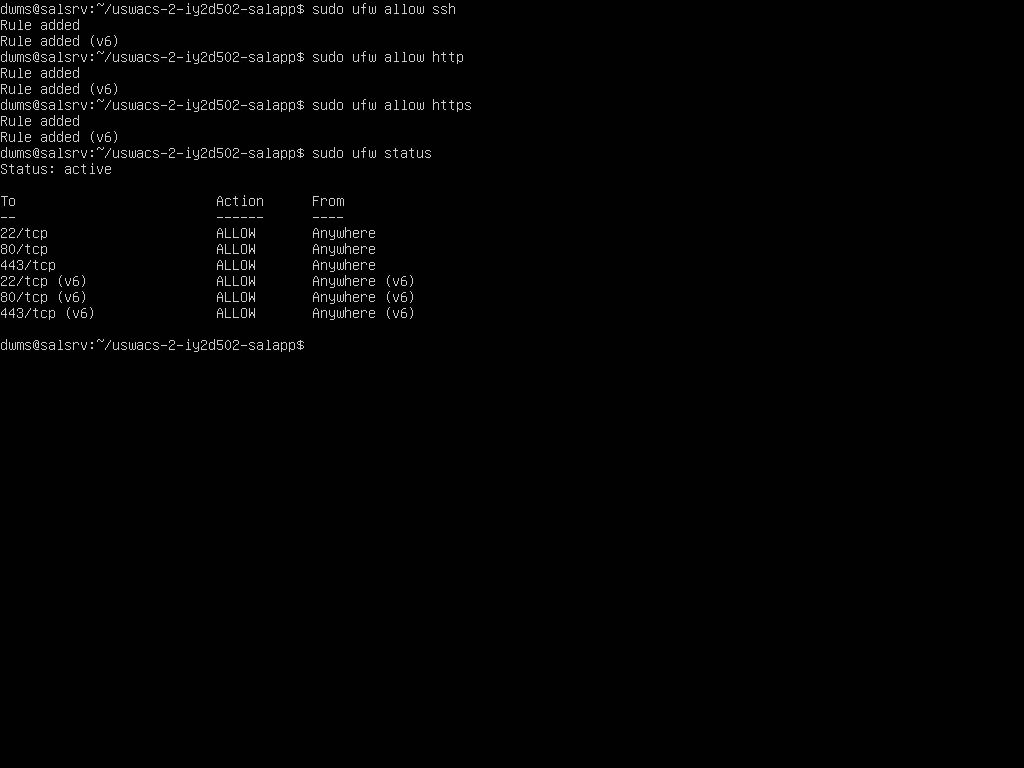 dwms@salsrv:~/uswacs-2-iy2d502-salapp$ sudo ufw allow ssh
Rule added
Rule added (v6)
dwms@salsrv:~/uswacs-2-iy2d502-salapp$ sudo ufw allow http
Rule added
Rule added (v6)
dwms@salsrv:~/uswacs-2-iy2d502-salapp$ sudo ufw allow https
Rule added
Rule added (v6)
dwms@salsrv:~/uswacs-2-iy2d502-salapp$ sudo ufw status
Status: active

To                         Action      From
--                         ------      ----
22/tcp                     ALLOW       Anywhere
80/tcp                     ALLOW       Anywhere
443/tcp                    ALLOW       Anywhere
22/tcp (v6)                ALLOW       Anywhere (v6)
80/tcp (v6)                ALLOW       Anywhere (v6)
443/tcp (v6)               ALLOW       Anywhere (v6)

dwms@salsrv:~/uswacs-2-iy2d502-salapp$